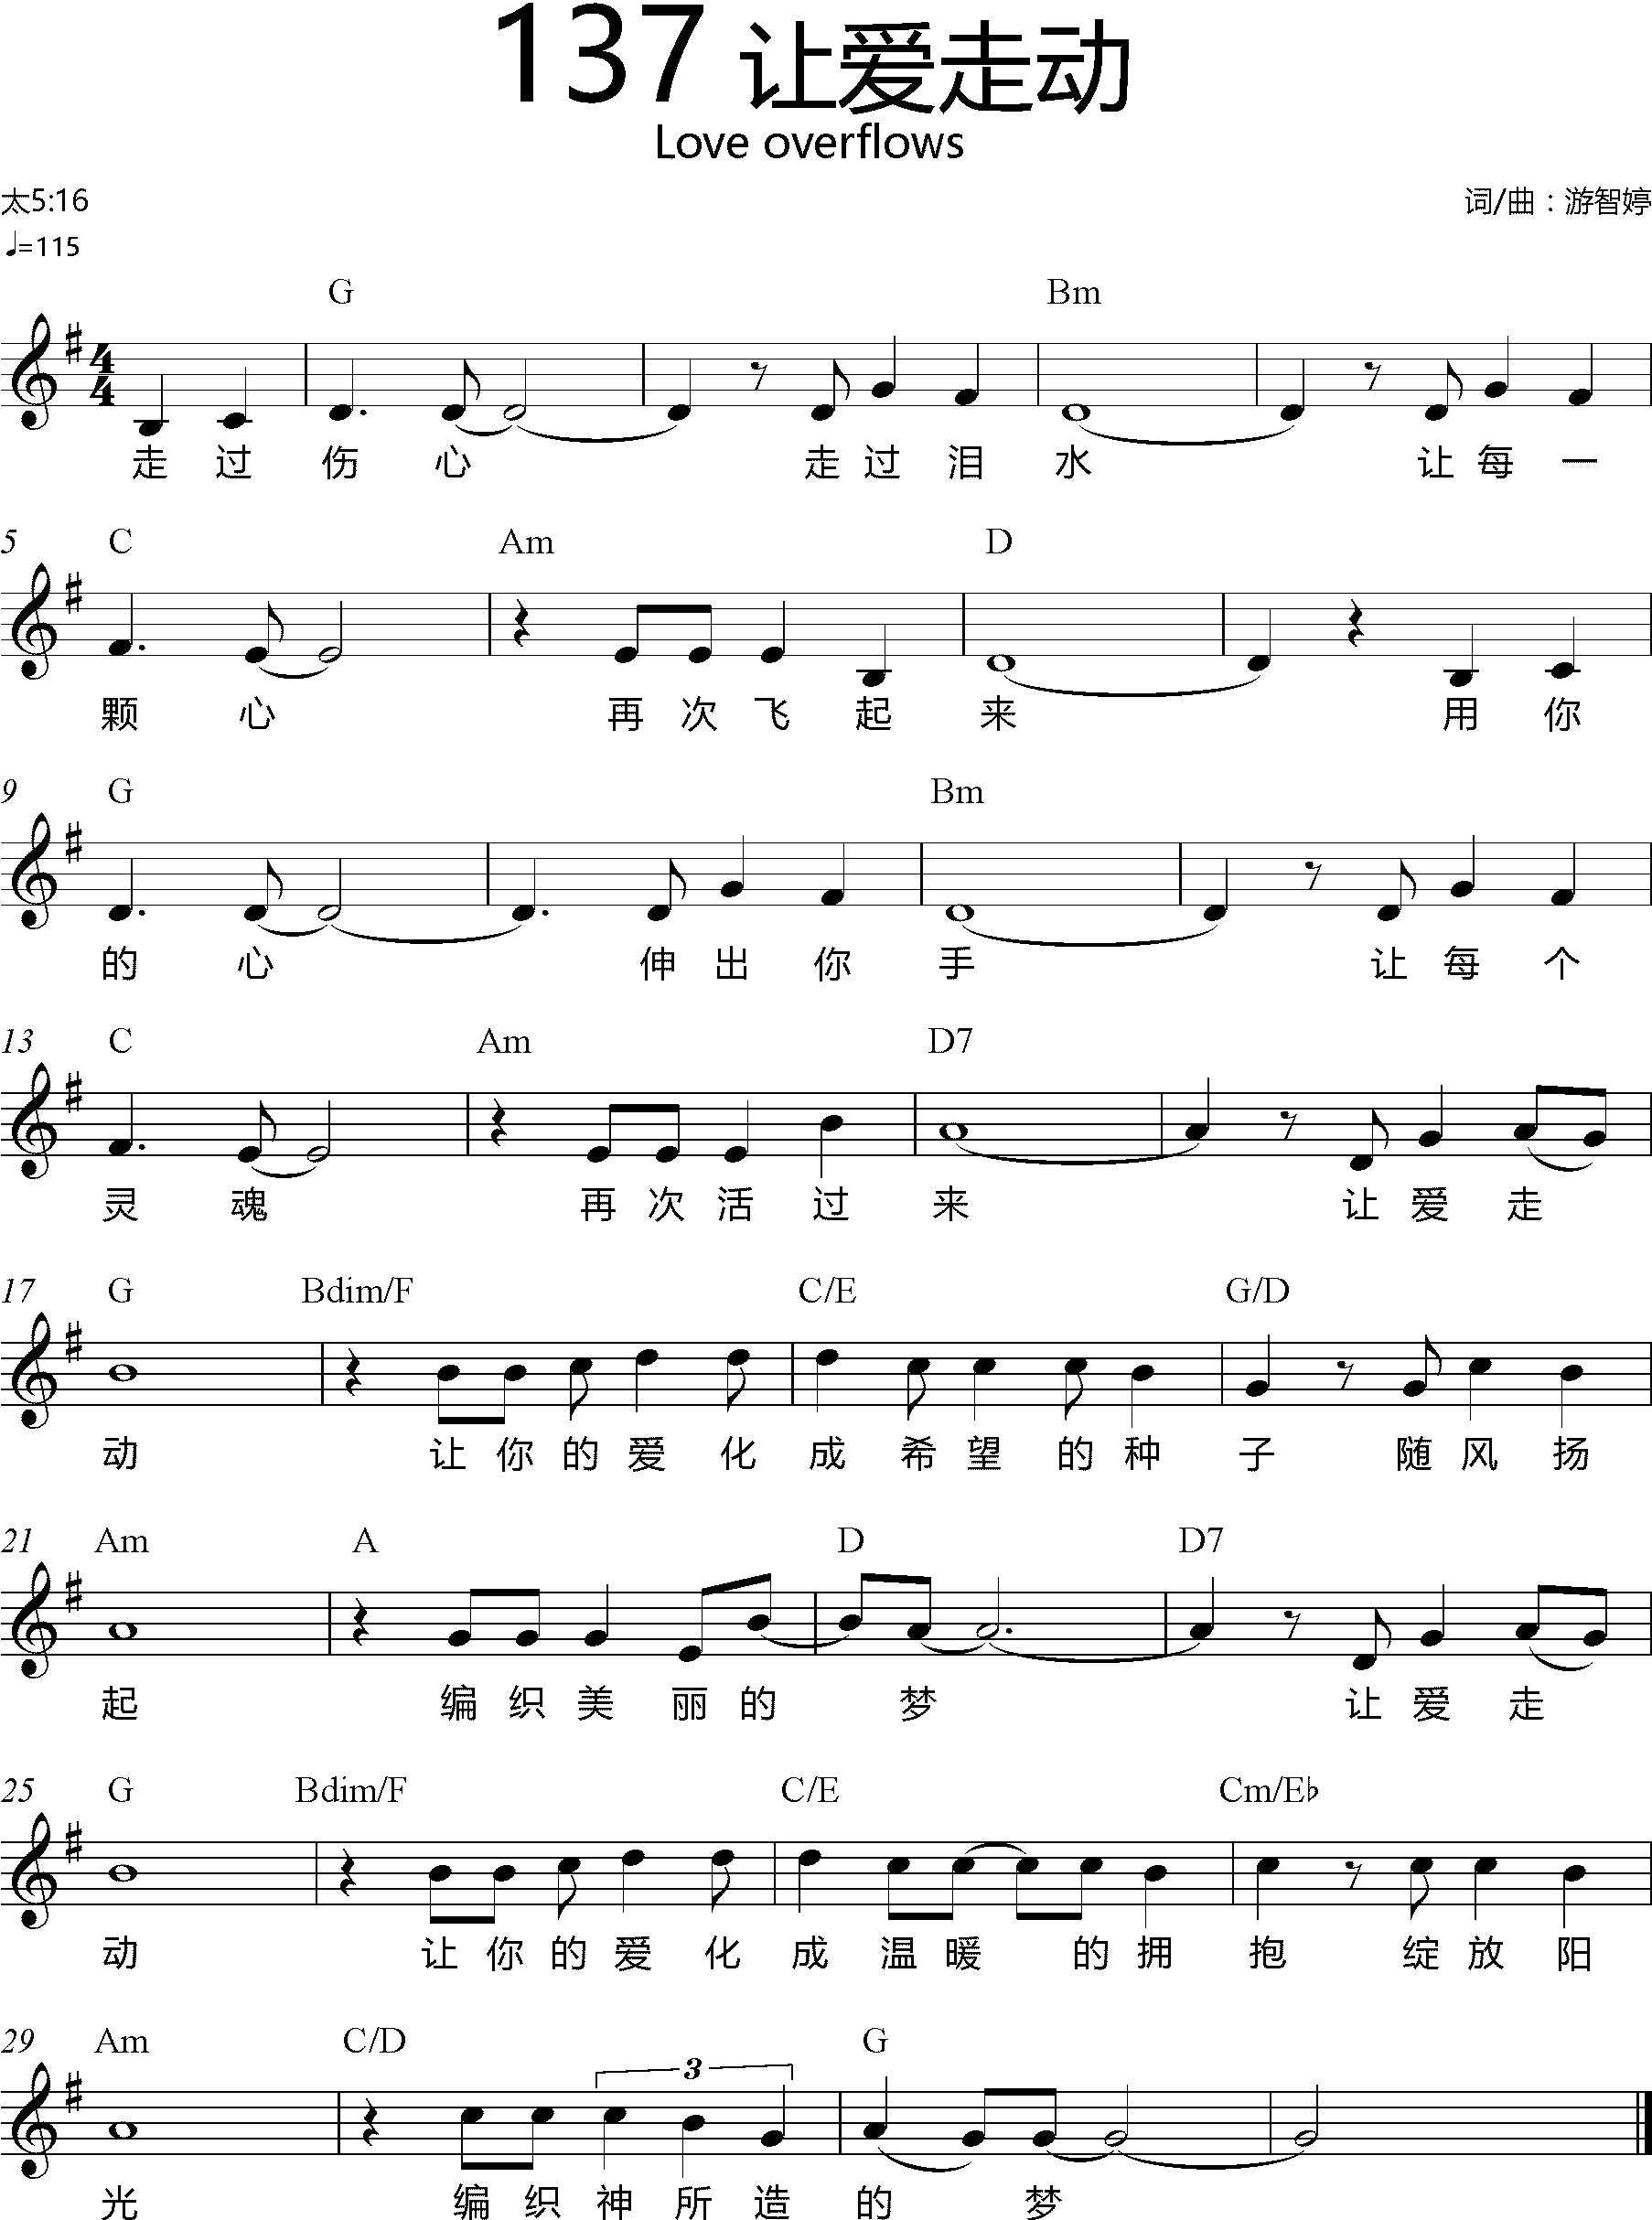 137 让爱走动
Love overflows
太5:16
词/曲：游智婷
♩=115
G Bm
走 过 伤 心 走 过 泪 水 让 每 一
5 C Am D
颗 心 再 次 飞 起 来 用 你
9 G Bm
的 心 伸 出 你 手 让 每 个
13 C Am D7
灵 魂 再 次 活 过 来 让 爱 走
17 G Bdim/F C/E G/D
动 让 你 的 爱 化 成 希 望 的 种 子 随 风 扬
21 Am A D D7
起 编 织 美 丽 的 梦 让 爱 走
25 G Bdim/F C/E Cm/E♭
动 让 你 的 爱 化 成 温 暖 的 拥 抱 绽 放 阳
29 Am C/D G
3
光 编 织 神 所 造 的 梦